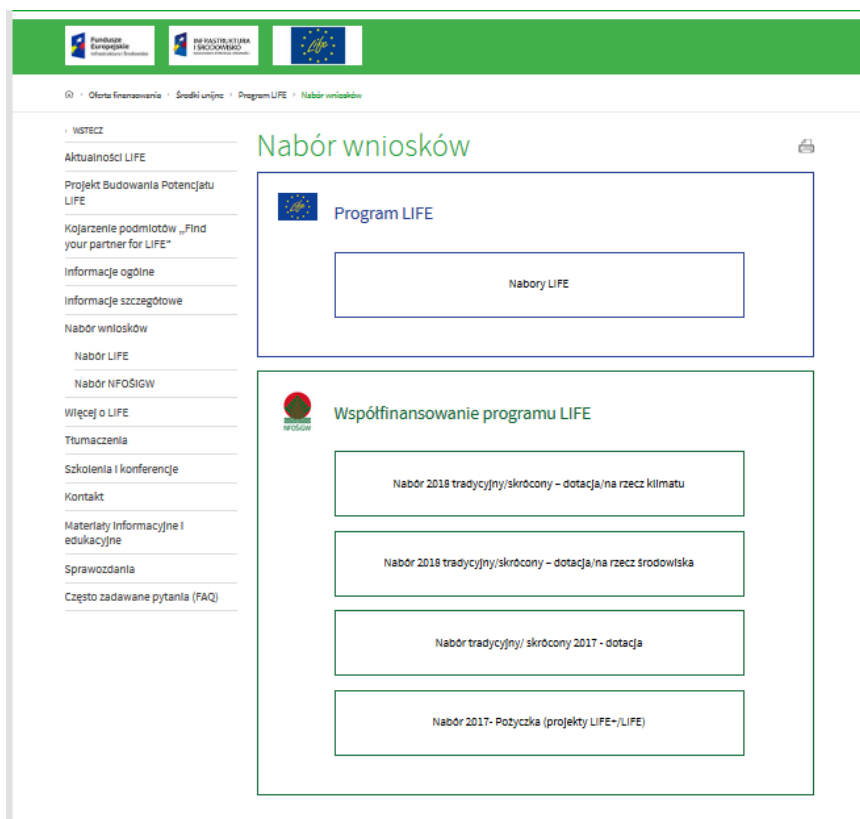 Fundusze
Europejskie
Infrastruktura i Środowisko
INFRASTRUKTURA
I ŚRODOWISKO
Life
Oferta finansowania › Środki unijne › Program LIFE › Nabór wniosków
‹ WSTECZ
Aktualności LIFE
Projekt Budowania Potencjału
LIFE
Kojarzenie podmiotów „Find
your partner for LIFE"
Informacje ogólne
Informacje szczegółowe
Nabór wniosków
Nabór LIFE
Nabór NFOŚIGW
Więcej o LIFE
Tłumaczenia
Szkolenia i konferencje
Kontakt
Materiały informacyjne i
edukacyjne
Sprawozdania
Często zadawane pytania (FAQ)
Nabór wniosków
Life
Program LIFE
Nabory LIFE
NFOŚiGW
Współfinansowanie programu LIFE
Nabór 2018 tradycyjny/skrócony – dotacja/na rzecz klimatu
Nabór 2018 tradycyjny/skrócony – dotacja/na rzecz środowiska
Nabór tradycyjny/ skrócony 2017 - dotacja
Nabór 2017- Pożyczka (projekty LIFE+/LIFE)